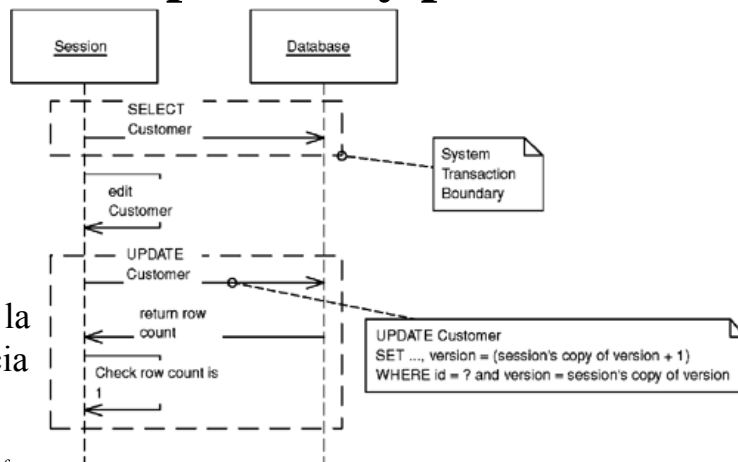 Session
Database
SELECT
Customer
System
Transaction
Boundary
edit
Customer
UPDATE
Customer
return row
count
la
cia
Check row count is
1
UPDATE Customer
SET ..., version = (session's copy of version + 1)
WHERE id = ? and version = session's copy of version